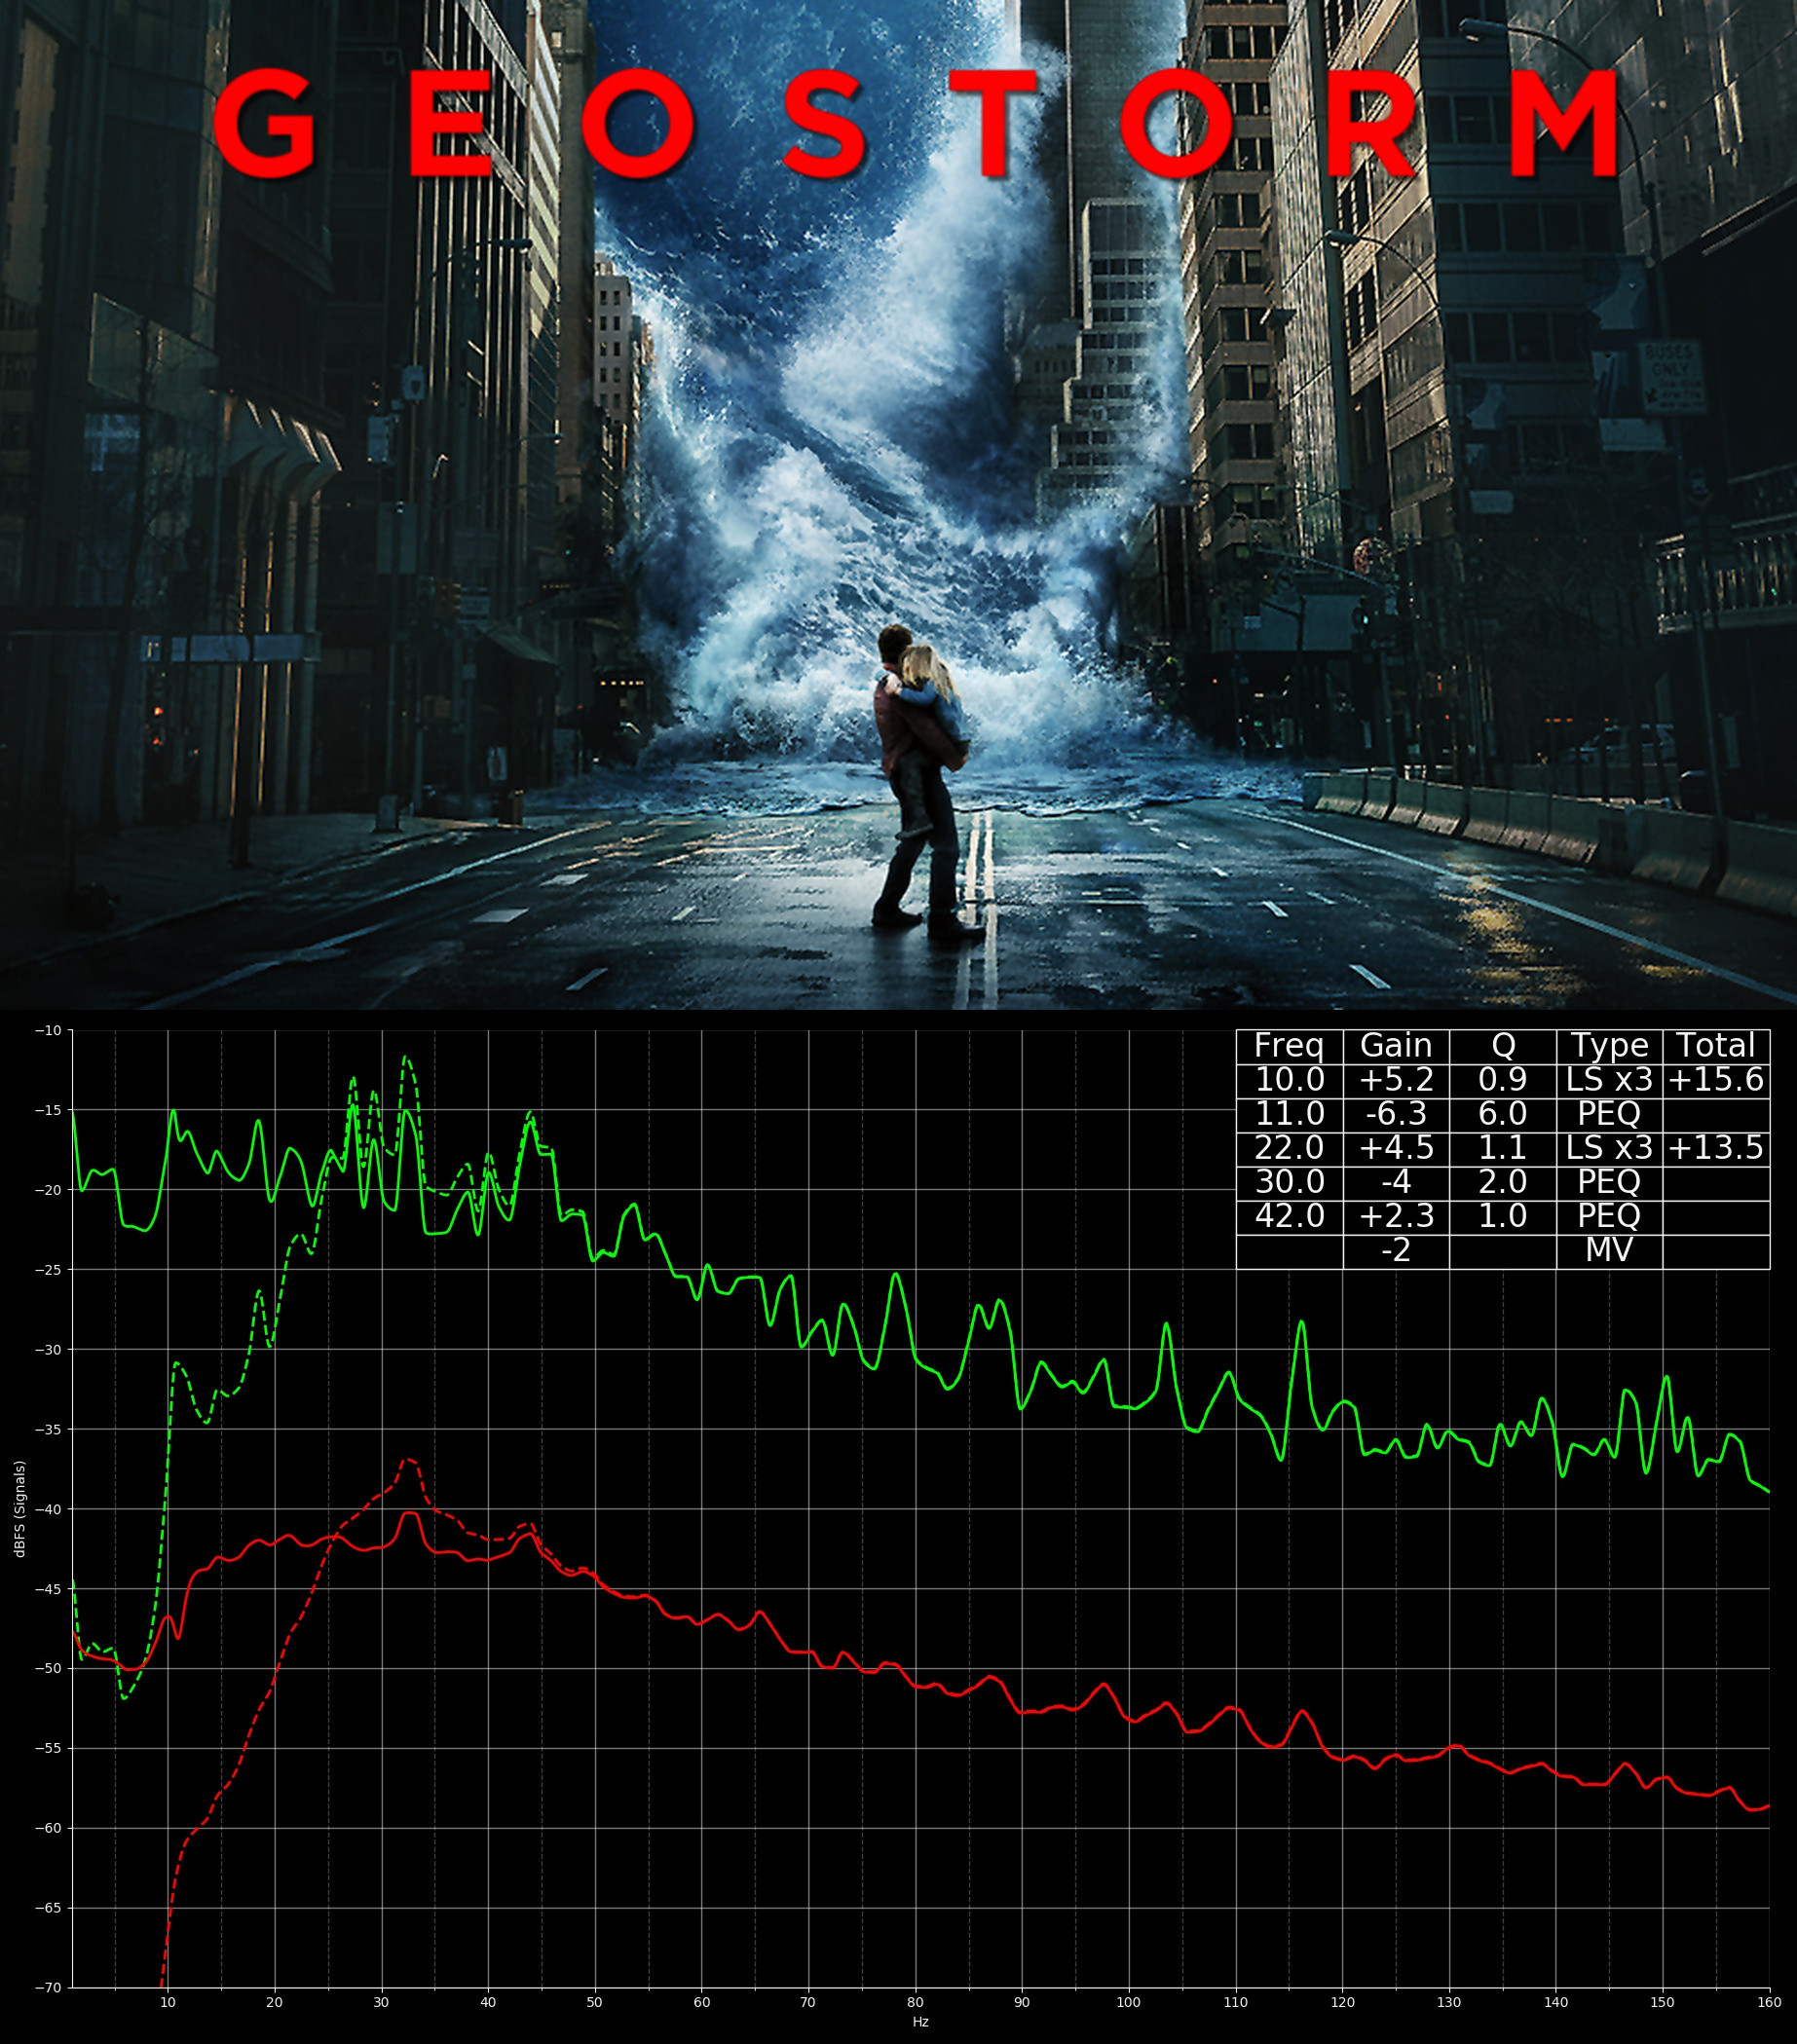 GEOSTORM
BUSES
ONLY
Freq Gain Q Type Total
10.0 +5.2 0.9 LS x3 +15.6
11.0 -6.3 6.0 PEQ
22.0 +4.5 1.1 LS x3 +13.5
30.0 -4 2.0 PEQ
42.0 +2.3 1.0 PEQ
-2 MV
−10
−15
−20
−25
−30
−35
−40
−45
−50
−55
−60
−65
−70
dBFS (Signals)
10 20 30 40 50 60 70 80 90 100 110 120 130 140 150 160
Hz